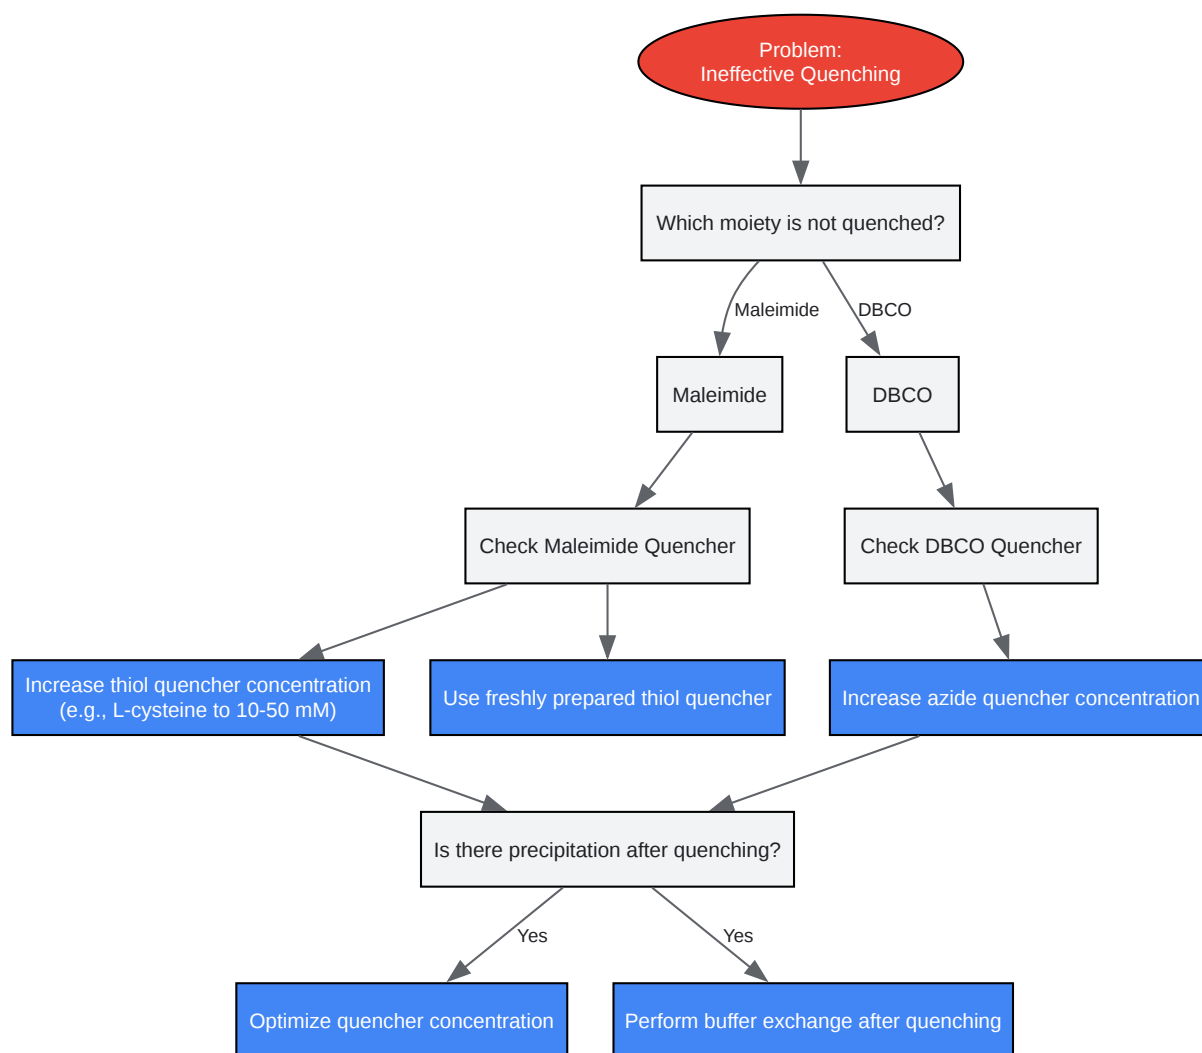 Problem:
Ineffective Quenching
Which moiety is not quenched?
Maleimide
DBCO
Maleimide
DBCO
Check Maleimide Quencher
Check DBCO Quencher
Increase thiol quencher concentration
(e.g., L-cysteine to 10-50 mM)
Use freshly prepared thiol quencher
Increase azide quencher concentration
Is there precipitation after quenching?
Yes
Yes
Optimize quencher concentration
Perform buffer exchange after quenching